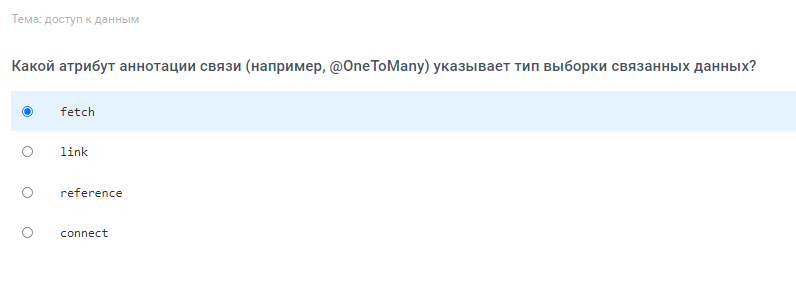 Тема: доступ к данным
Какой атрибут аннотации связи (например, @OneToMany) указывает тип выборки связанных данных?
fetch
link
reference
connect